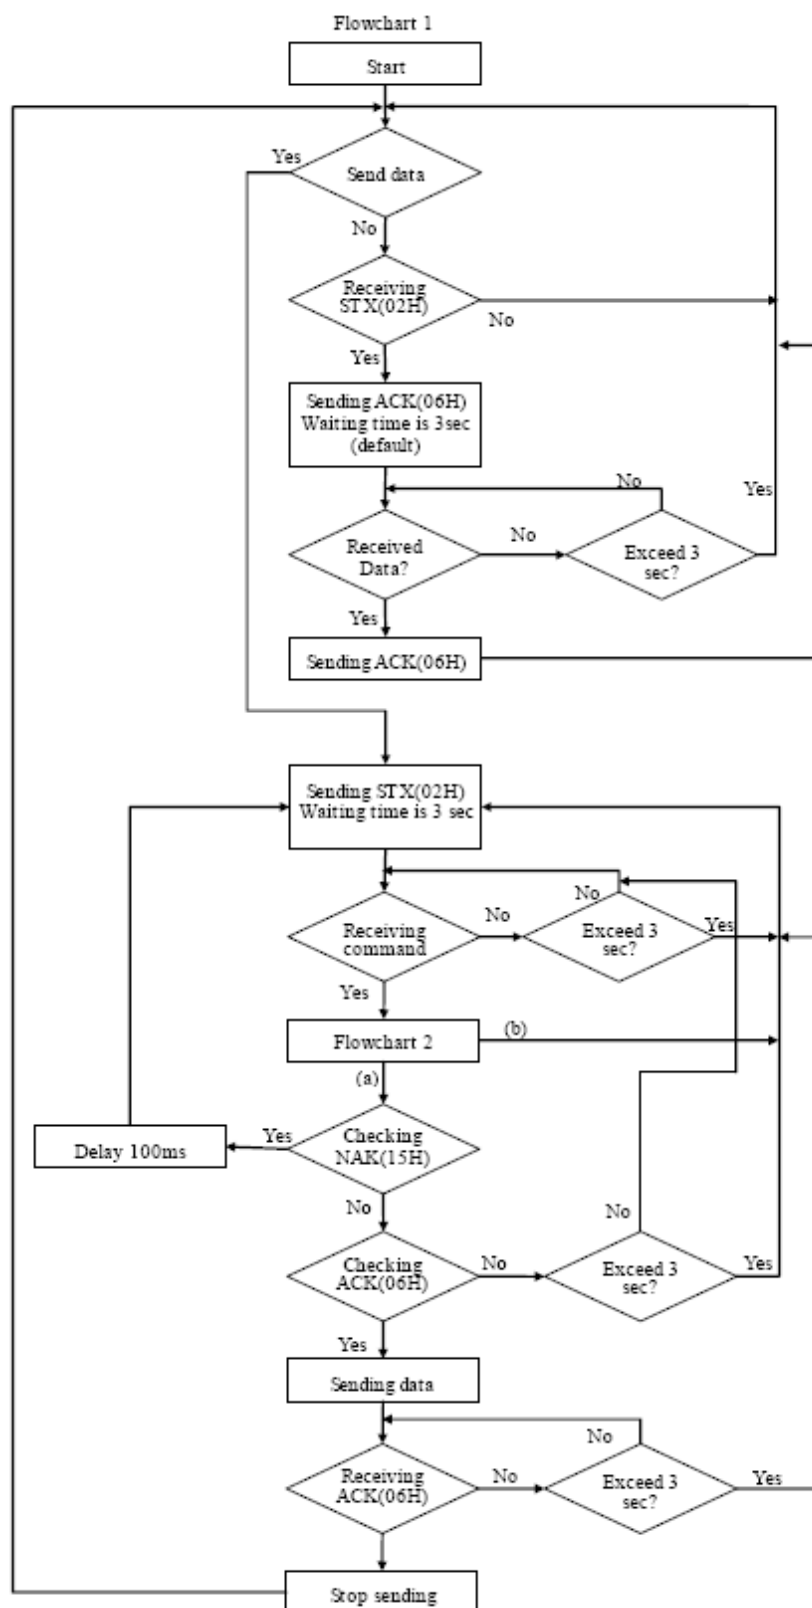 Flowchart 1
Start
Yes
Send data
No
Receiving
STX(02H)
No
Yes
Sending ACK(06H)
Waiting time is 3sec
(default)
No
Yes
Received
Data?
No
Exceed 3
sec?
Yes
Sending ACK(06H)
Sending STX(02H)
Waiting time is 3 sec
No
Receiving
command
No
Exceed 3
sec?
Yes
Yes
Flowchart 2
(b)
(a)
Delay 100ms
Yes
Checking
NAK(15H)
No
No
Checking
ACK(06H)
No
Exceed 3
sec?
Yes
Yes
Sending data
No
Receiving
ACK(06H)
No
Exceed 3
sec?
Yes
Stop sending